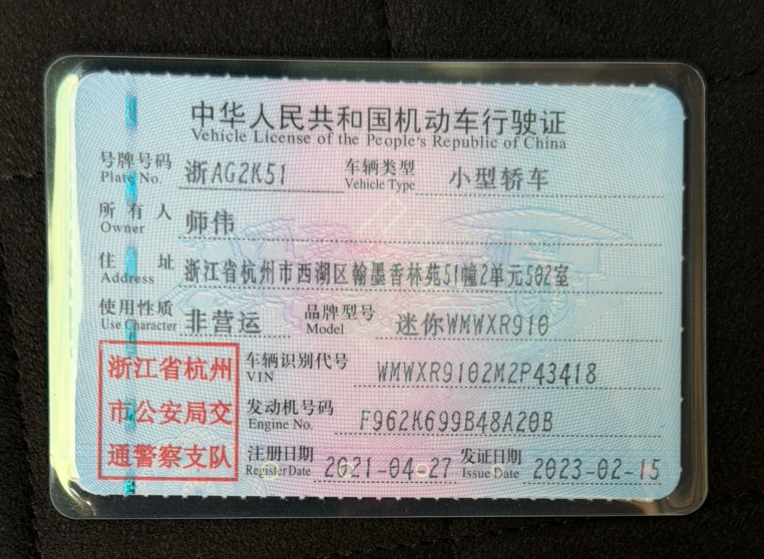 中华人民共和国机动车行驶证
Vehicle License of the People's Republic of China
号牌号码 浙AG2K51 车辆类型 小型轿车
Plate No. Vehicle Type
所有人 师伟
Owner
住址 浙江省杭州市西湖区翰墨香林苑51幢2单元502室
Address
使用性质 非营运 品牌型号 迷你WMWXR910
Use Character Model
浙江省杭州
市公安局交
通警察支队
车辆识别代号 WMWXR9102M2P43418
VIN
发动机号码 F962K699B48A20B
Engine No.
注册日期 2021-04-27 发证日期 2023-02-15
Register Date Issue Date